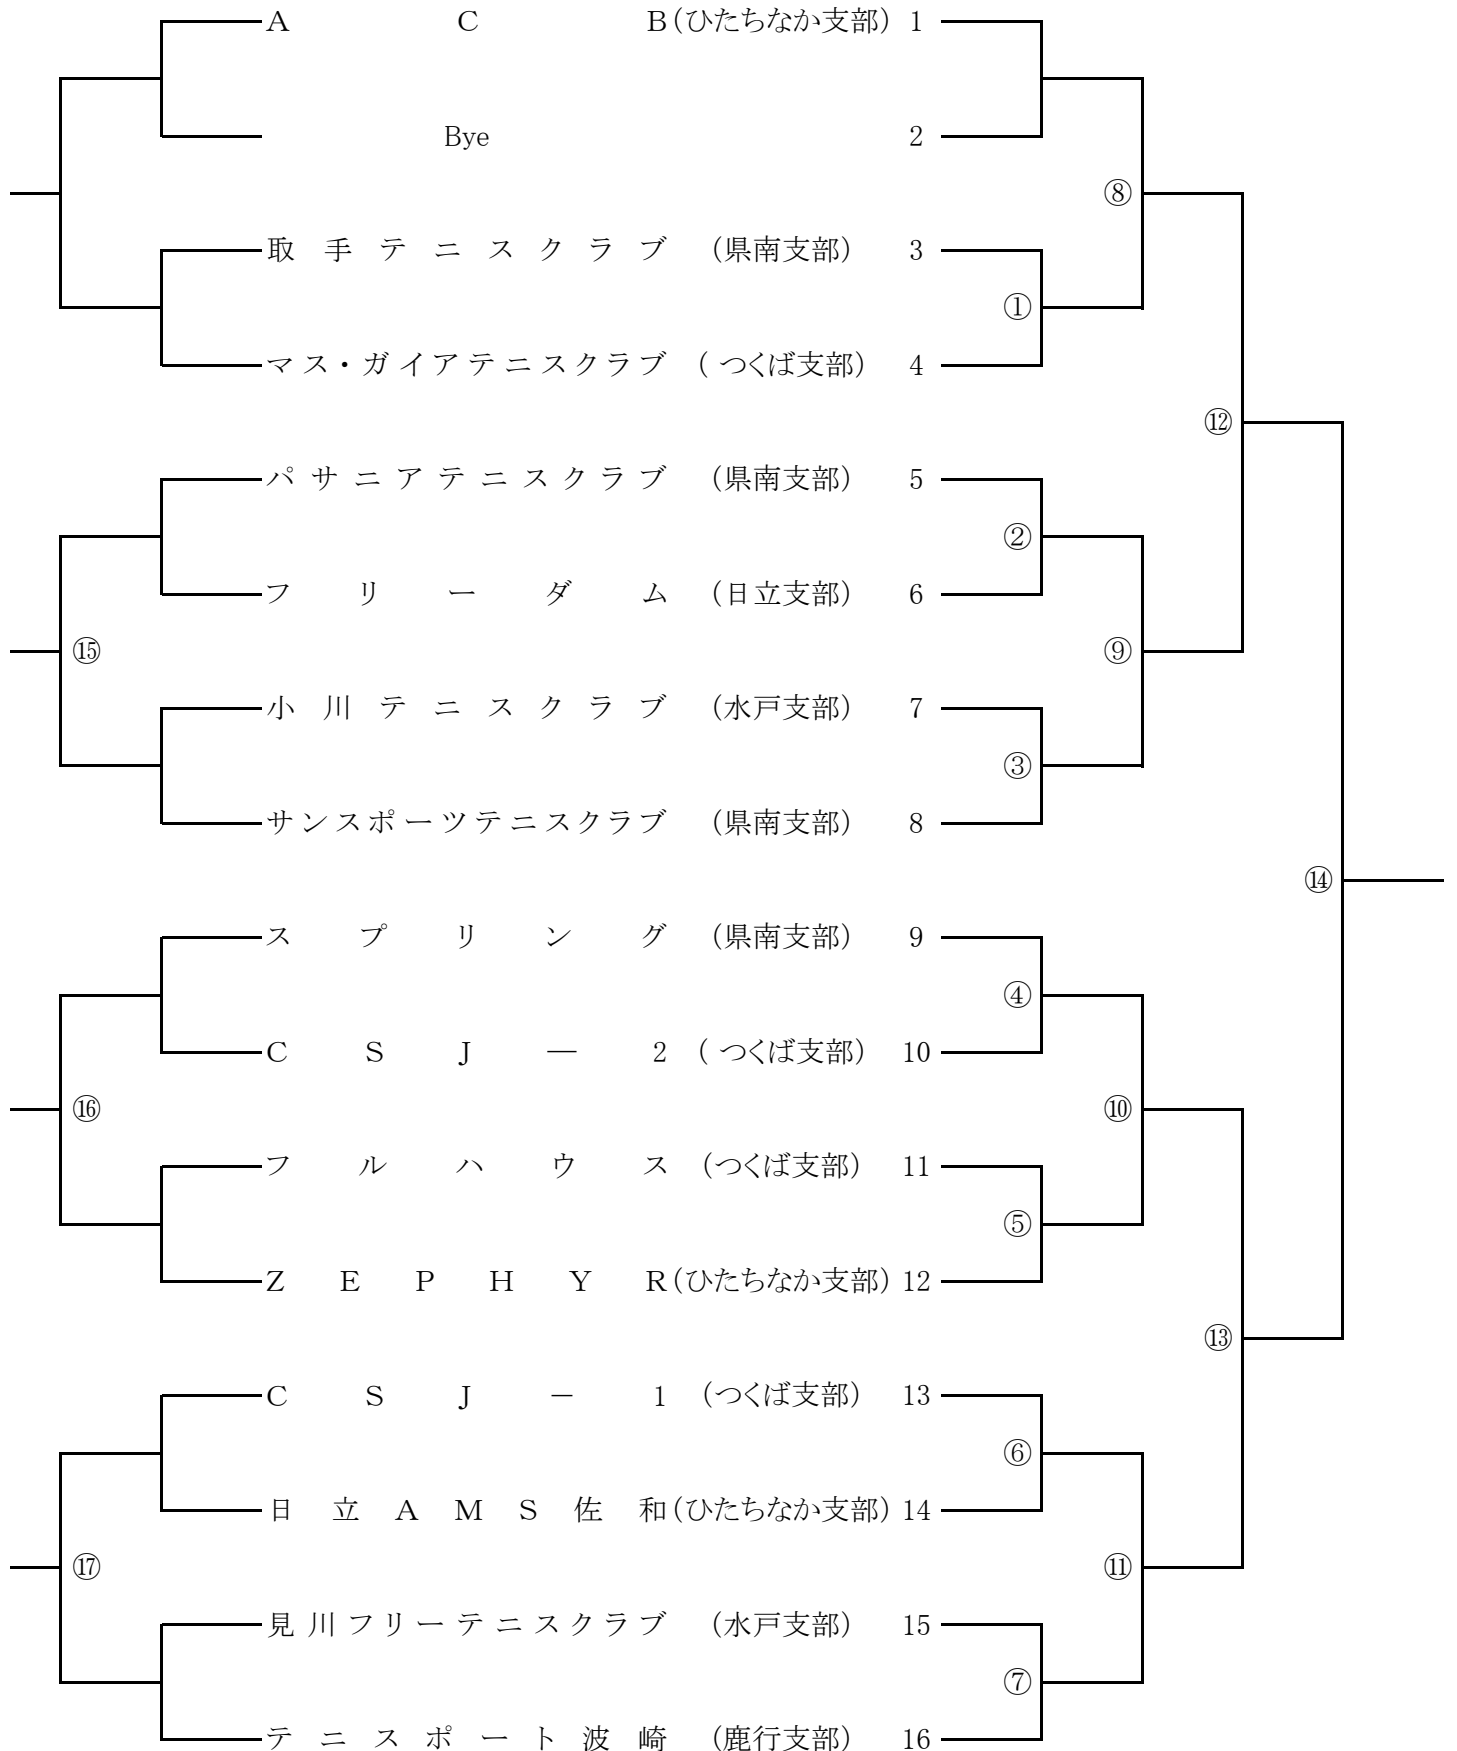 A C B (ひたちなか支部) 1
Bye 2
⑧
取手テニスクラブ (県南支部) 3
①
マス・ガイアテニスクラブ (つくば支部) 4
⑫
パサニアテニスクラブ (県南支部) 5
②
フリーダム (日立支部) 6
⑮ ⑨
小川テニスクラブ (水戸支部) 7
③
サンスポーツテニスクラブ (県南支部) 8
⑭
スプリング (県南支部) 9
④
C S J ― 2 (つくば支部) 10
⑯ ⑩
フルハウス (つくば支部) 11
⑤
Z E P H Y R (ひたちなか支部) 12
⑬
C S J － 1 (つくば支部) 13
⑥
日立AMS佐和 (ひたちなか支部) 14
⑰ ⑪
見川フリーテニスクラブ (水戸支部) 15
⑦
テニスポート波崎 (鹿行支部) 16